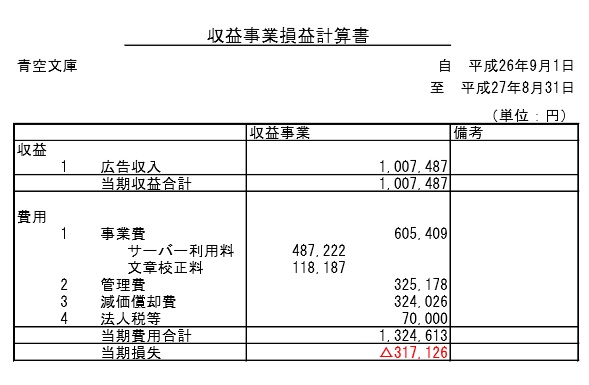 収益事業損益計算書
青空文庫 自 平成26年9月1日
至 平成27年8月31日
（単位：円）
収益事業 備考
収益
1 広告収入 1,007,487
当期収益合計 1,007,487
費用
1 事業費 605,409
サーバー利用料 487,222
文章校正料 118,187
2 管理費 325,178
3 減価償却費 324,026
4 法人税等 70,000
当期費用合計 1,324,613
当期損失 △317,126